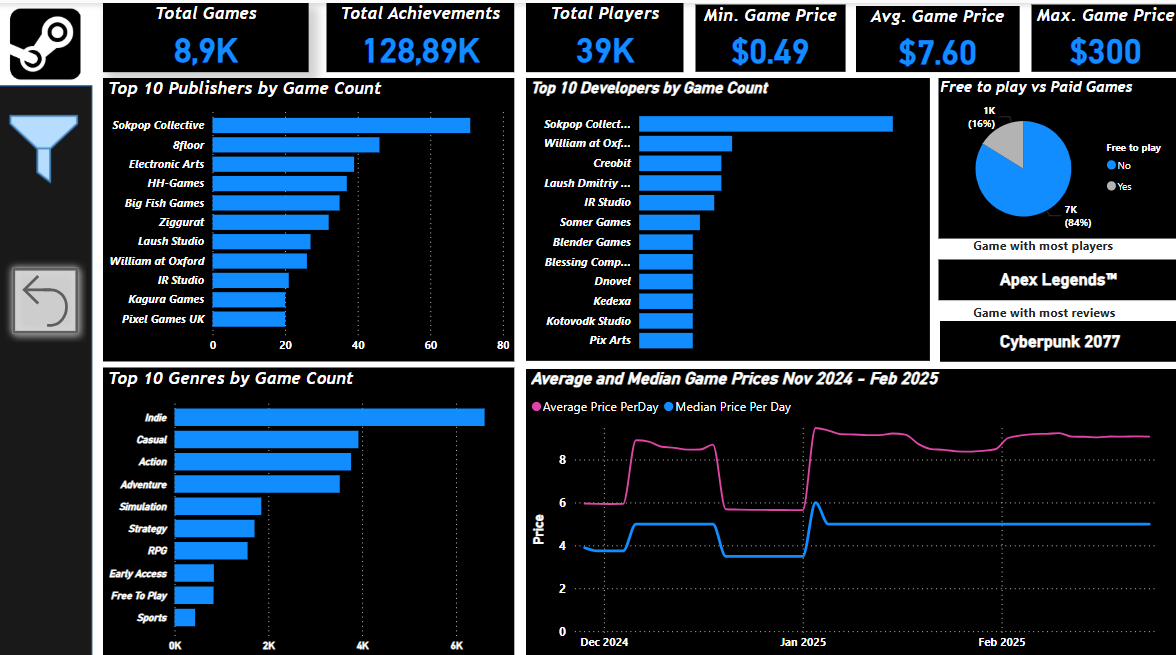 Total Games
8,9K
Total Achievements
128,89K
Total Players
39K
Min. Game Price
$0.49
Avg. Game Price
$7.60
Max. Game Price
$300
Top 10 Publishers by Game Count
Sokpop Collective
8floor
Electronic Arts
HH-Games
Big Fish Games
Ziggurat
Laush Studio
William at Oxford
IR Studio
Kagura Games
Pixel Games UK
0 20 40 60 80
Top 10 Developers by Game Count
Sokpop Collect...
William at Oxf...
Creobit
Laush Dmitriy ...
IR Studio
Somer Games
Blender Games
Blessing Comp...
Dnovel
Kedexa
Kotovodk Studio
Pix Arts
Free to play vs Paid Games
1K
(16%)
7K
(84%)
Free to play
No
Yes
Game with most players
Apex Legends™
Game with most reviews
Cyberpunk 2077
Top 10 Genres by Game Count
Indie
Casual
Action
Adventure
Simulation
Strategy
RPG
Early Access
Free To Play
Sports
0K 2K 4K 6K
Average and Median Game Prices Nov 2024 - Feb 2025
Average Price PerDay Median Price Per Day
Price
8
6
4
2
0
Dec 2024 Jan 2025 Feb 2025